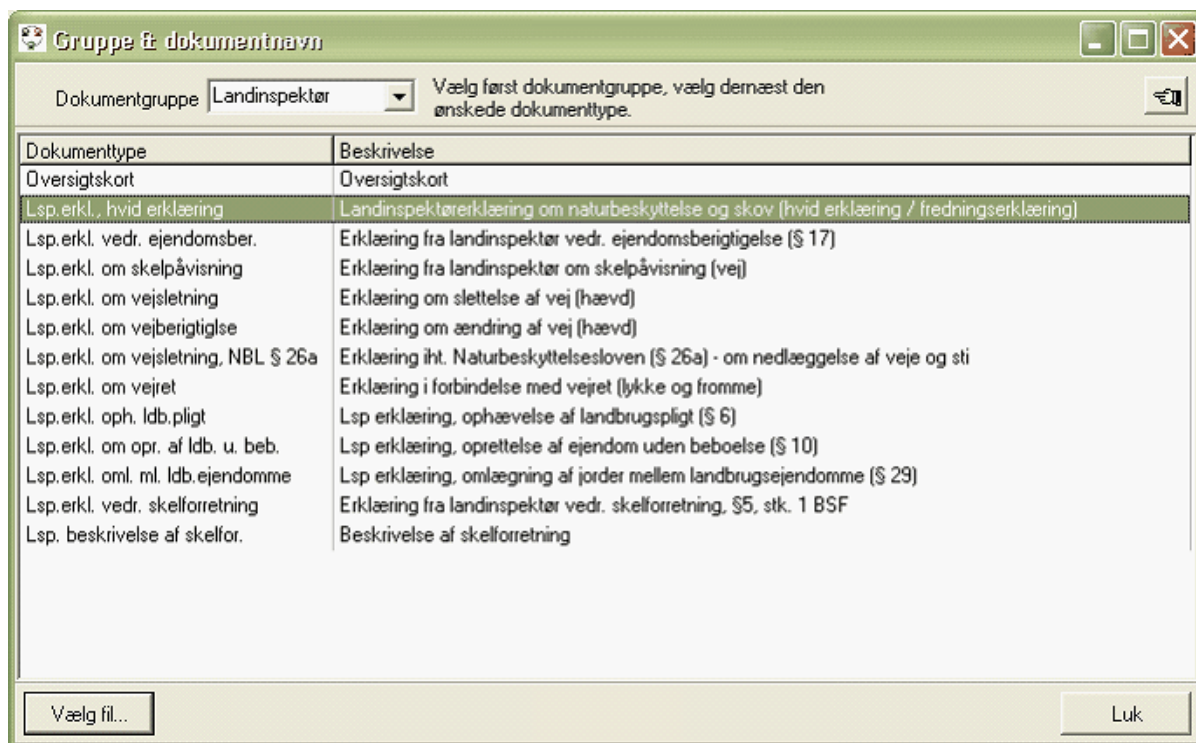 Gruppe & dokumentnavn
Dokumentgruppe Landinspektør Vælg først dokumentgruppe, vælg dernæst den
ønskede dokumenttype.
Dokumenttype Beskrivelse
Oversigtskort Oversigtskort
Lsp.erkl., hvid erklæring Landinspektørerklæring om naturbeskyttelse og skov (hvid erklæring / fredningserklæring)
Lsp.erkl. vedr. ejendomsber. Erklæring fra landinspektør vedr. ejendomsberigtigelse (§ 17)
Lsp.erkl. om skelpåvisning Erklæring fra landinspektør om skelpåvisning (vej)
Lsp.erkl. om vejsletning Erklæring om slettelse af vej (hævd)
Lsp.erkl. om vejberigtiglse Erklæring om ændring af vej (hævd)
Lsp.erkl. om vejsletning, NBL § 26a Erklæring iht. Naturbeskyttelsesloven (§ 26a) - om nedlæggelse af veje og sti
Lsp.erkl. om vejret Erklæring i forbindelse med vejret (lykke og fromme)
Lsp.erkl. oph. ldb.pligt Lsp erklæring, ophævelse af landbrugspligt (§ 6)
Lsp.erkl. om opr. af ldb. u. beb. Lsp erklæring, oprettelse af ejendom uden beboelse (§ 10)
Lsp.erkl. oml. ml. ldb.ejendomme Lsp erklæring, omlægning af jorder mellem landbrugsejendomme (§ 29)
Lsp.erkl. vedr. skelforretning Erklæring fra landinspektør vedr. skelforretning, §5, stk. 1 BSF
Lsp. beskrivelse af skelfor. Beskrivelse af skelforretning
Vælg fil... Luk